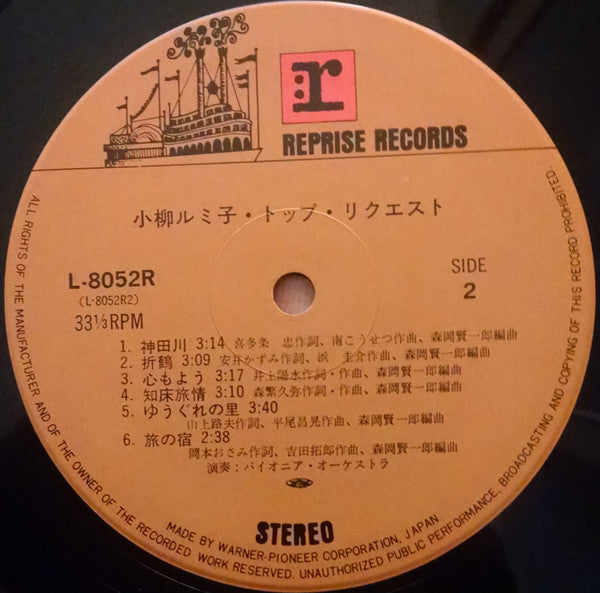 r
REPRISE RECORDS
小柳ルミ子・トップ・リクエスト
L-8052R
(L-8052R2)
33⅓RPM
SIDE
2
1. 神田川 3:14 喜多条　忠作詞、南こうせつ作曲、森岡賢一郎編曲
2. 折鶴 3:09 安井かずみ作詞、浜　圭介作曲、森岡賢一郎編曲
3. 心もよう 3:17 井上陽水作詞・作曲、森岡賢一郎編曲
4. 知床旅情 3:10 森繁久弥作詞・作曲、森岡賢一郎編曲
5. ゆうぐれの里 3:40
山上路夫作詞、平尾昌晃作曲、森岡賢一郎編曲
6. 旅の宿 2:38
岡本おさみ作詞、吉田拓郎作曲、森岡賢一郎編曲
演奏：パイオニア・オーケストラ
STEREO
MADE BY WARNER-PIONEER CORPORATION, JAPAN
ALL RIGHTS OF THE MANUFACTURER AND OF THE OWNER OF THE RECORDED WORK RESERVED. UNAUTHORIZED PUBLIC PERFORMANCE, BROADCASTING AND COPYING OF THIS RECORD PROHIBITED.